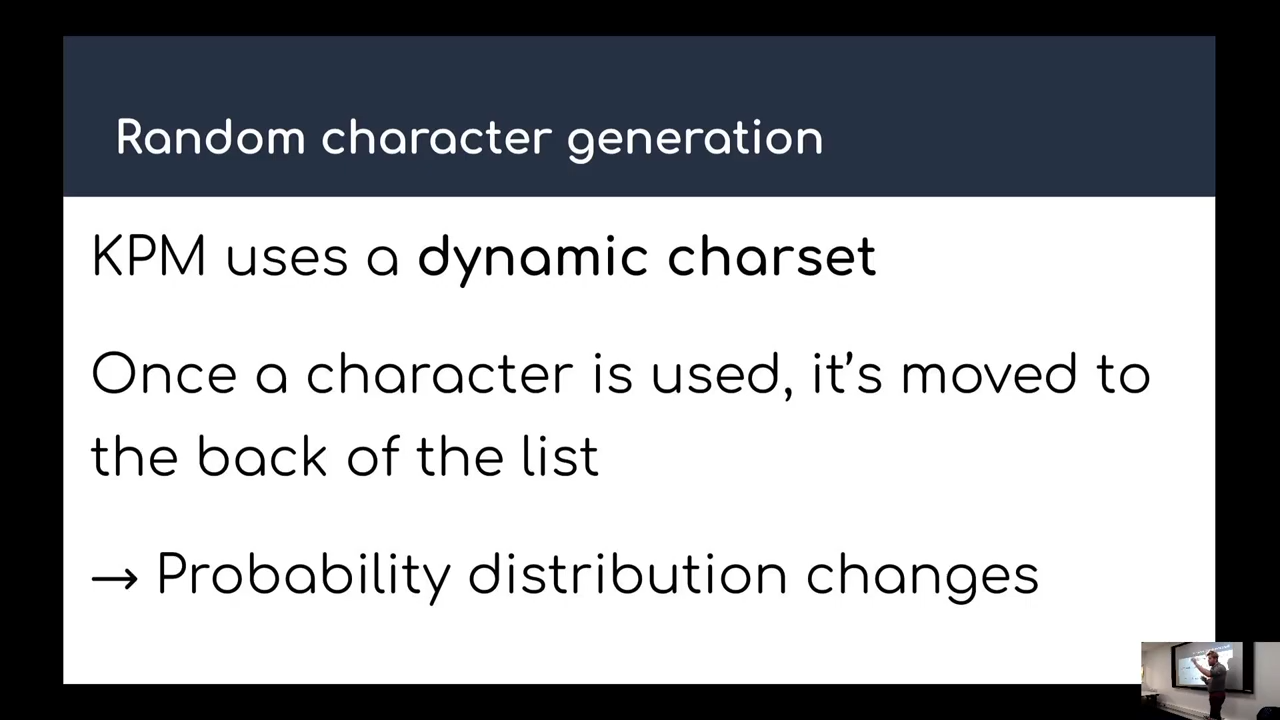 Random character generation
KPM uses a dynamic charset
Once a character is used, it's moved to
the back of the list
→ Probability distribution changes